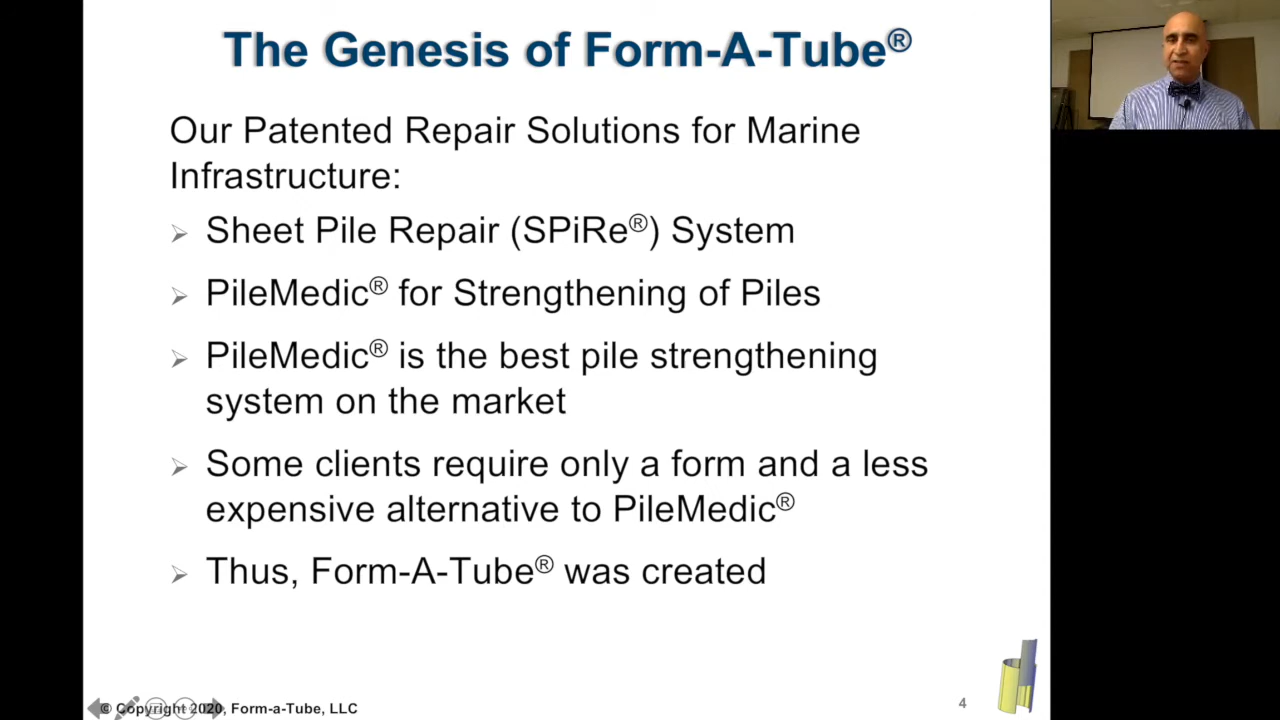 The Genesis of Form-A-Tube®
Our Patented Repair Solutions for Marine
Infrastructure:
Sheet Pile Repair (SPiRe®) System
PileMedic® for Strengthening of Piles
PileMedic® is the best pile strengthening
system on the market
Some clients require only a form and a less
expensive alternative to PileMedic®
Thus, Form-A-Tube® was created
© Copyright 2020, Form-a-Tube, LLC
4